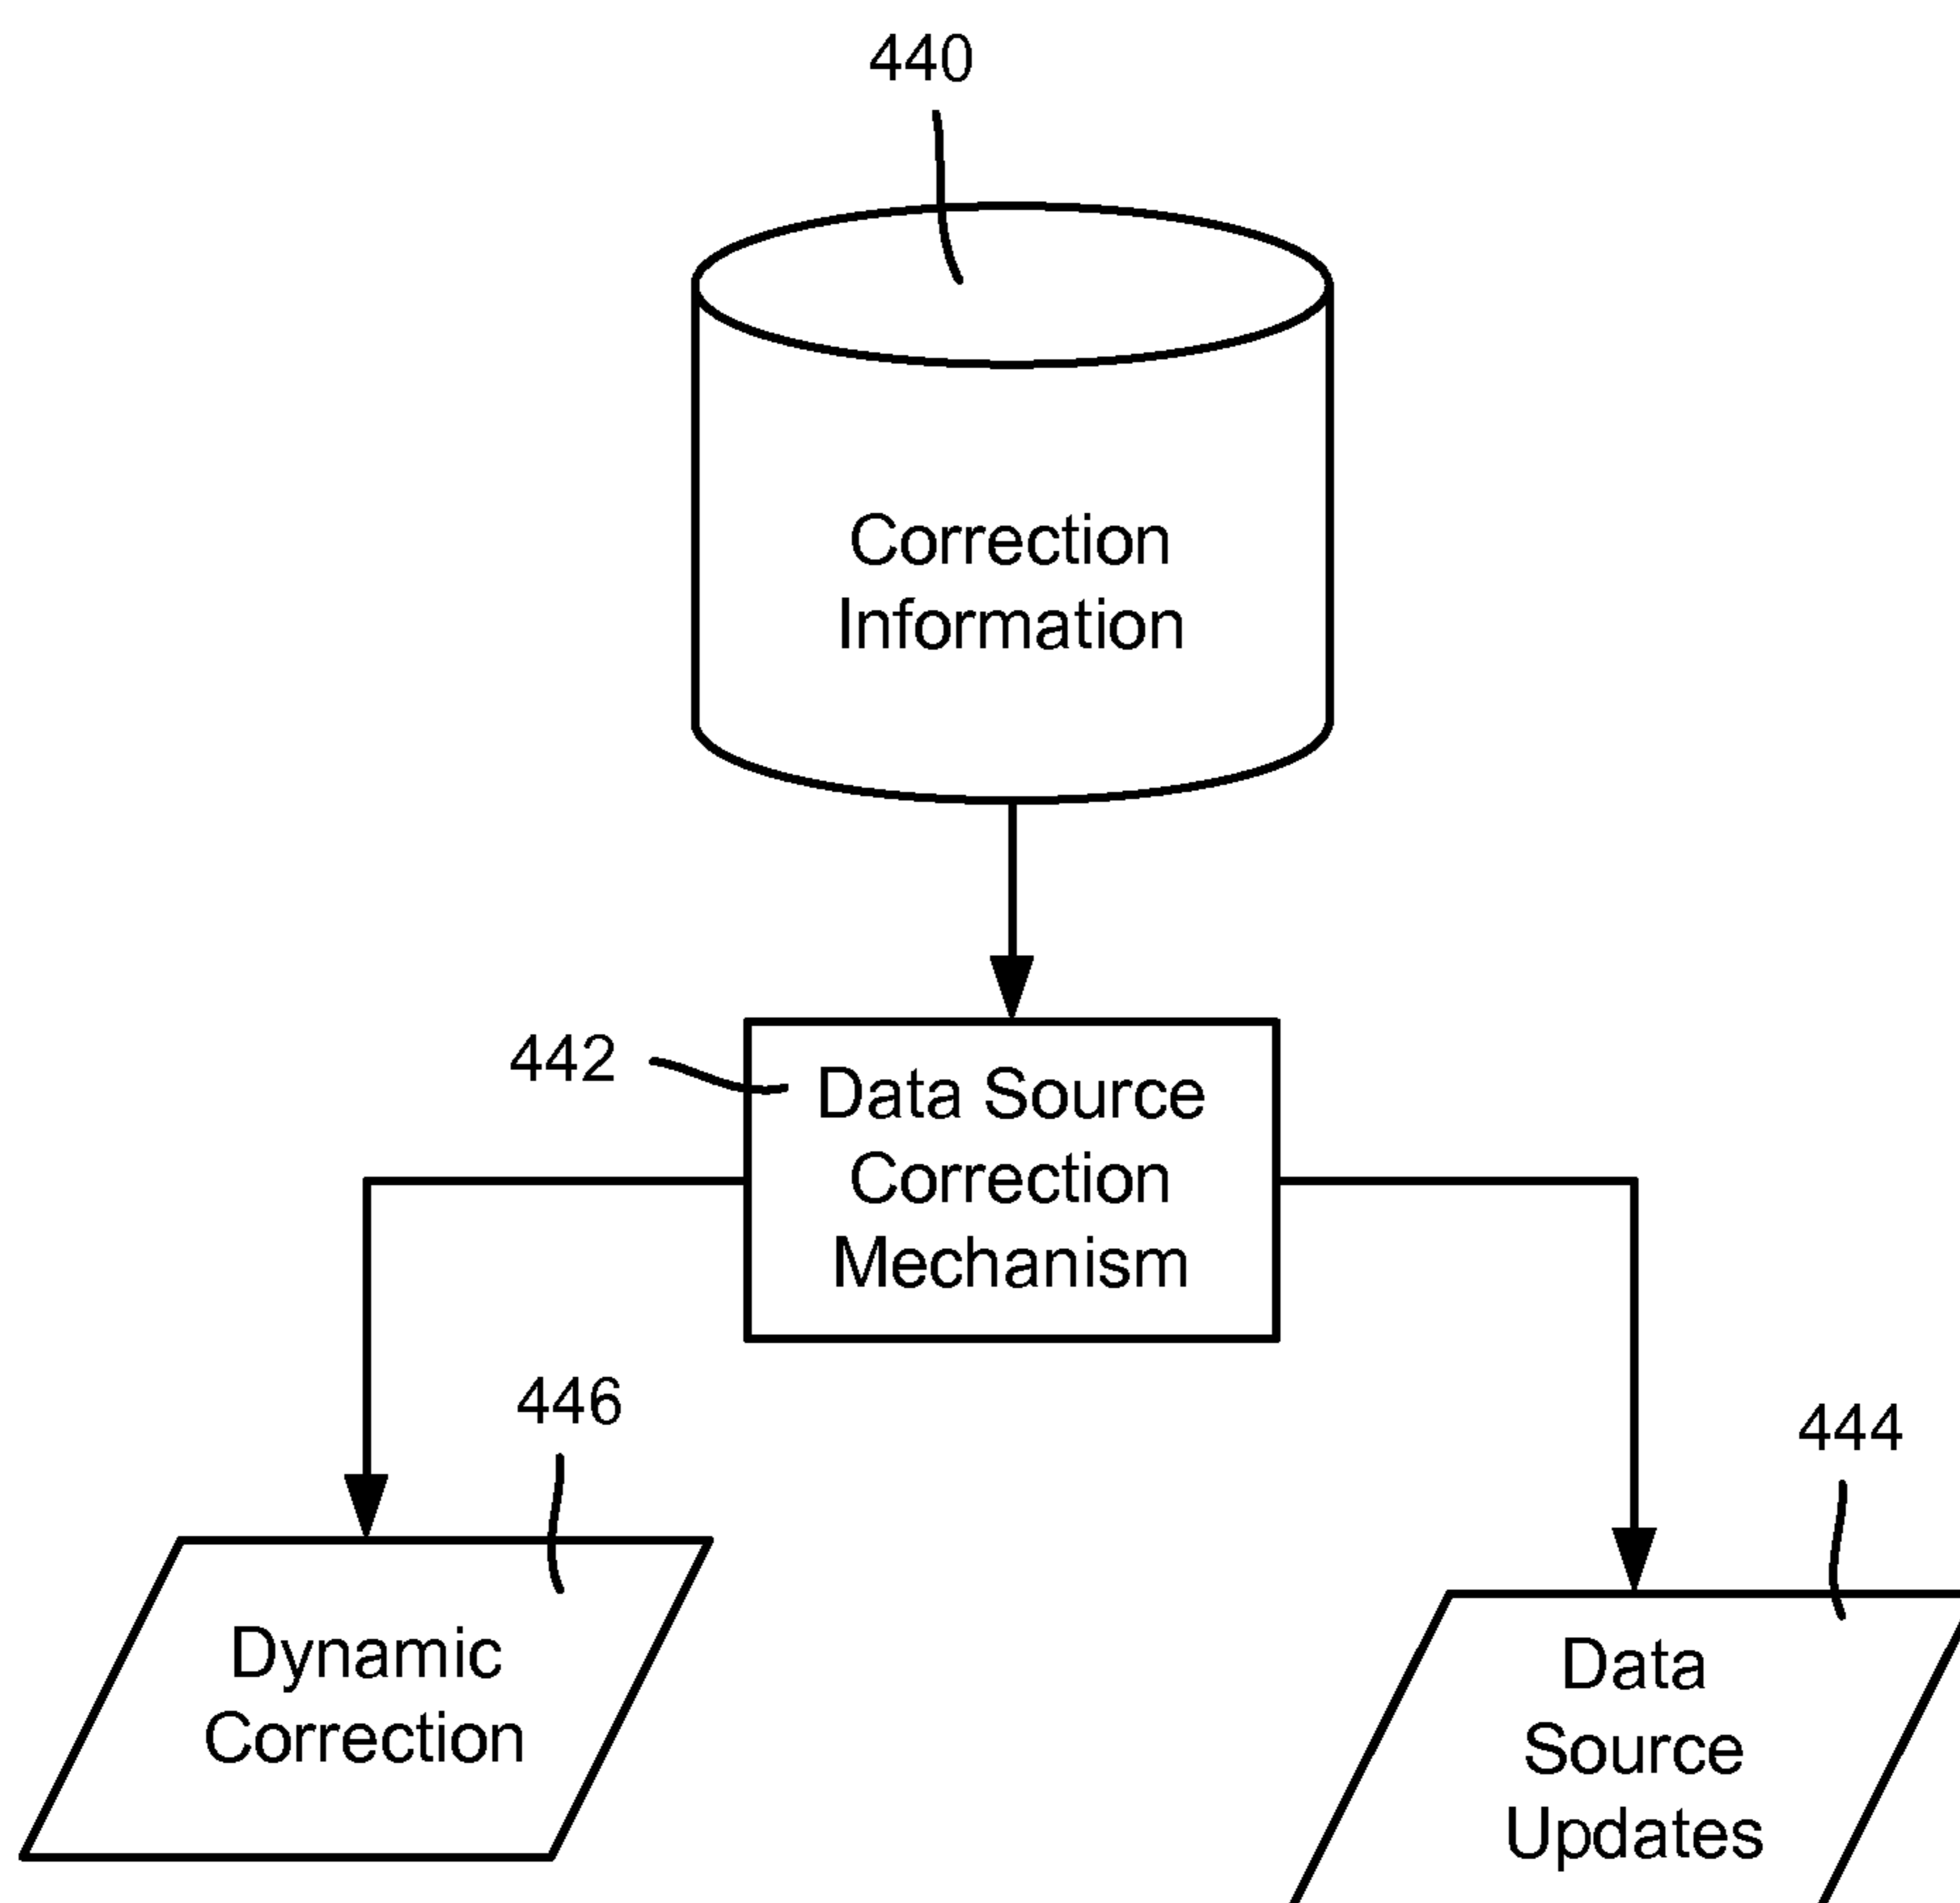 440
Correction
Information
442
Data Source
Correction
Mechanism
446
444
Dynamic
Correction
Data
Source
Updates